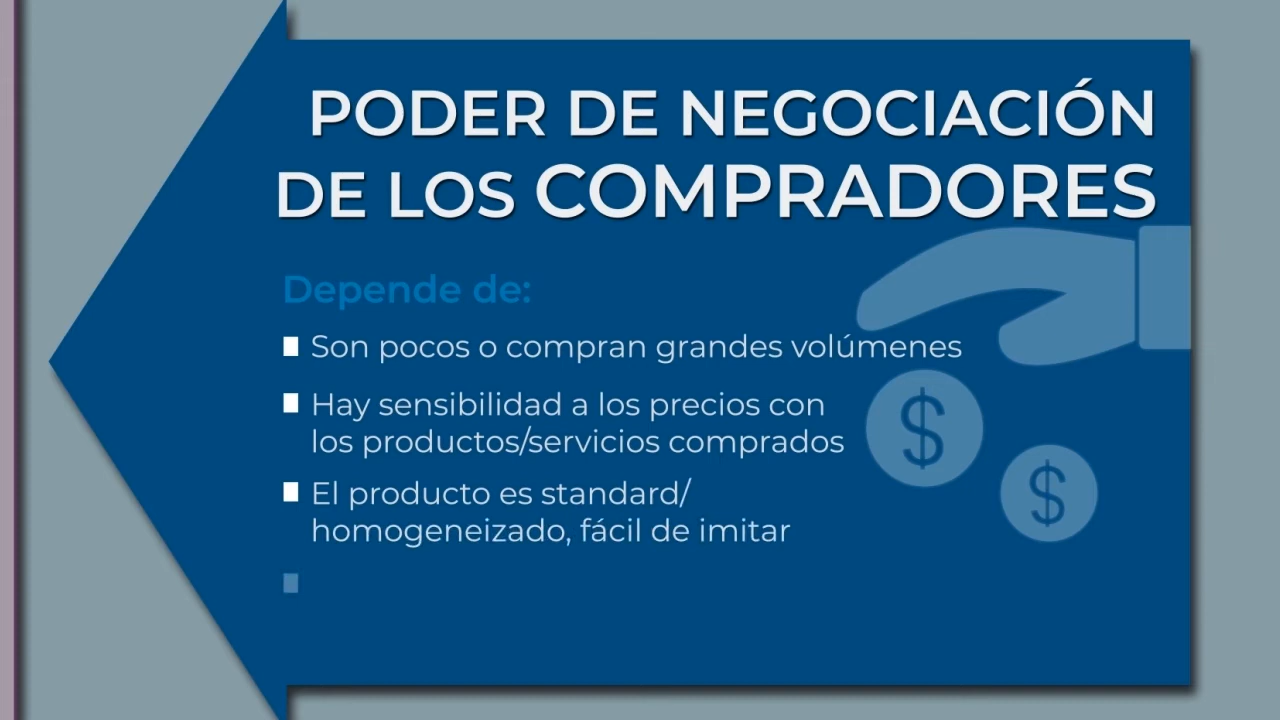 PODER DE NEGOCIACIÓN
DE LOS COMPRADORES
Depende de:
Son pocos o compran grandes volúmenes
Hay sensibilidad a los precios con
los productos/servicios comprados
El producto es standard/
homogeneizado, fácil de imitar
$
$